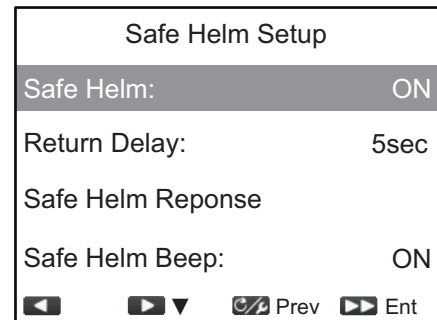 Safe Helm Setup
Safe Helm: ON
Return Delay: 5sec
Safe Helm Reponse
Safe Helm Beep: ON
◀ ▶ ▼ Prev ▶▶ Ent